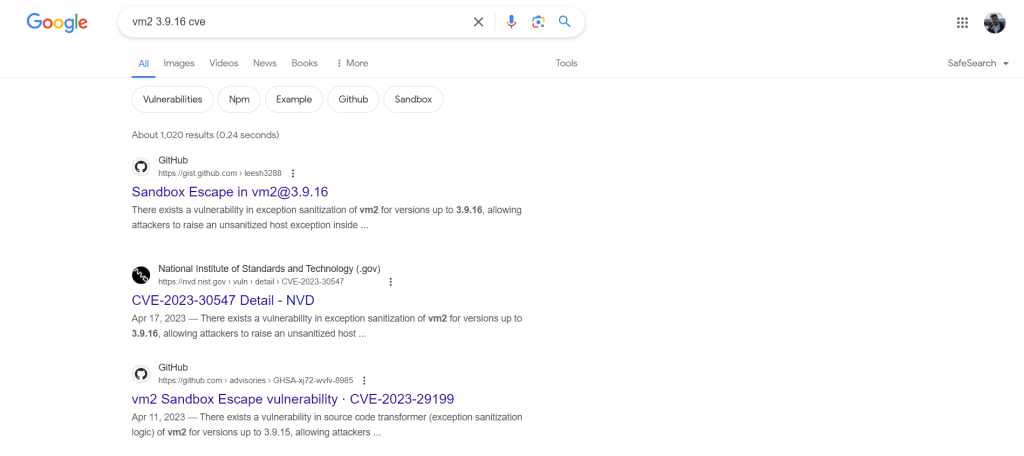 Google
vm2 3.9.16 cve
All Images Videos News Books More Tools SafeSearch
Vulnerabilities Npm Example Github Sandbox
About 1,020 results (0.24 seconds)
GitHub
https://gist.github.com › leesh3288
Sandbox Escape in vm2@3.9.16
There exists a vulnerability in exception sanitization of vm2 for versions up to 3.9.16, allowing
attackers to raise an unsanitized host exception inside ...
National Institute of Standards and Technology (.gov)
https://nvd.nist.gov › vuln › detail › CVE-2023-30547
CVE-2023-30547 Detail - NVD
Apr 17, 2023 — There exists a vulnerability in exception sanitization of vm2 for versions up to
3.9.16, allowing attackers to raise an unsanitized host ...
GitHub
https://github.com › advisories › GHSA-xj72-wvfv-8985
vm2 Sandbox Escape vulnerability · CVE-2023-29199
Apr 11, 2023 — There exists a vulnerability in source code transformer (exception sanitization
logic) of vm2 for versions up to 3.9.15, allowing attackers ...